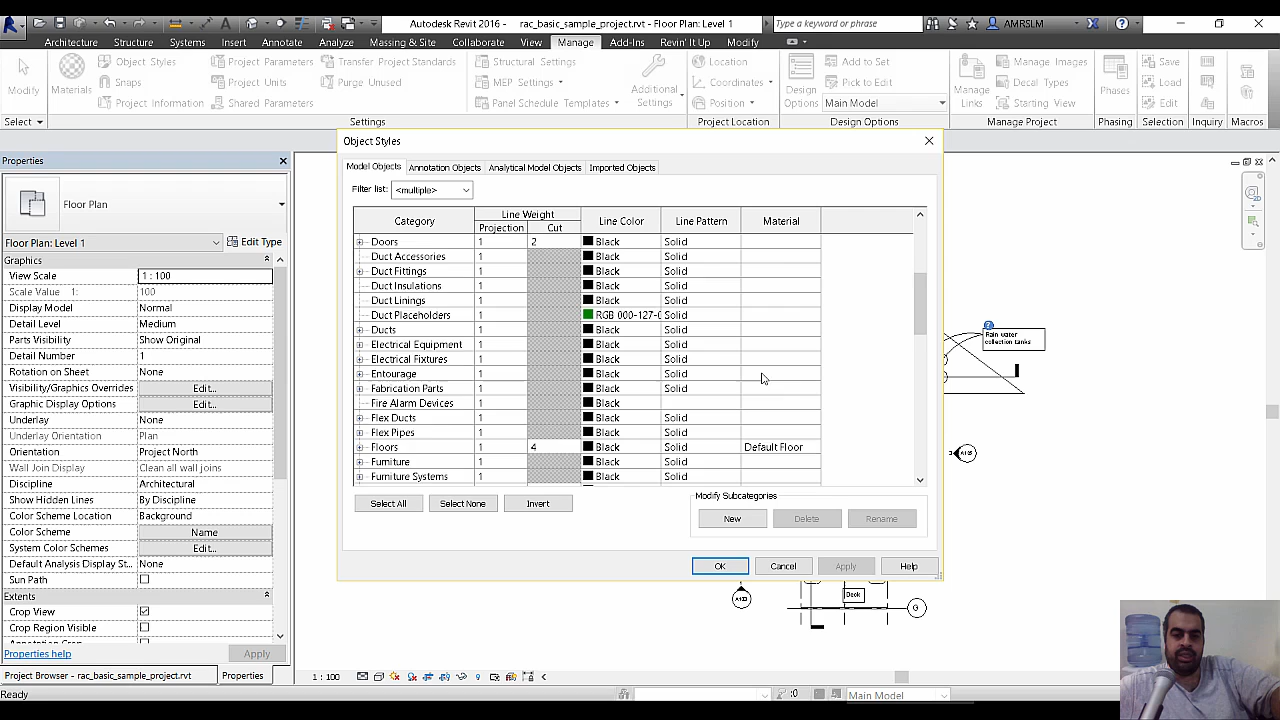 Autodesk Revit 2016 - rac_basic_sample_project.rvt - Floor Plan: Level 1
Type a keyword or phrase
AMRSLM
Architecture Structure Systems Insert Annotate Analyze Massing & Site Collaborate View Manage Add-Ins Revin' It Up Modify
Modify
Materials
Object Styles
Snaps
Project Information
Project Parameters
Project Units
Shared Parameters
Transfer Project Standards
Purge Unused
Structural Settings
MEP Settings
Panel Schedule Templates
Additional
Settings
Location
Coordinates
Position
Design
Options
Add to Set
Pick to Edit
Main Model
Manage
Links
Manage Images
Decal Types
Starting View
Phases
Save
Load
Edit
Select
Settings
Project Location
Design Options
Manage Project
Phasing
Selection
Inquiry
Macros
Properties
Floor Plan
Floor Plan: Level 1
Edit Type
Graphics
View Scale 1 : 100
Scale Value 1: 100
Display Model Normal
Detail Level Medium
Parts Visibility Show Original
Detail Number 1
Rotation on Sheet None
Visibility/Graphics Overrides Edit...
Graphic Display Options Edit...
Underlay None
Underlay Orientation Plan
Orientation Project North
Wall Join Display Clean all wall joins
Discipline Architectural
Show Hidden Lines By Discipline
Color Scheme Location Background
Color Scheme Name
System Color Schemes Edit...
Default Analysis Display St... None
Sun Path
Extents
Crop View
Crop Region Visible
Properties help
Apply
Project Browser - rac_basic_sample_project.rvt
Properties
Ready
Object Styles
Model Objects Annotation Objects Analytical Model Objects Imported Objects
Filter list: <multiple>
Category Line Weight Line Color Line Pattern Material
Projection Cut
Doors 1 2 Black Solid
Duct Accessories 1 Black Solid
Duct Fittings 1 Black Solid
Duct Insulations 1 Black Solid
Duct Linings 1 Black Solid
Duct Placeholders 1 RGB 000-127-0 Solid
Ducts 1 Black Solid
Electrical Equipment 1 Black Solid
Electrical Fixtures 1 Black Solid
Entourage 1 Black Solid
Fabrication Parts 1 Black Solid
Fire Alarm Devices 1 Black
Flex Ducts 1 Black Solid
Flex Pipes 1 Black Solid
Floors 1 4 Black Solid Default Floor
Furniture 1 Black Solid
Furniture Systems 1 Black Solid
Select All
Select None
Invert
Modify Subcategories
New
Delete
Rename
OK
Cancel
Apply
Help
Rain water
collection tanks
Deck
G
1 : 100
:0
Main Model